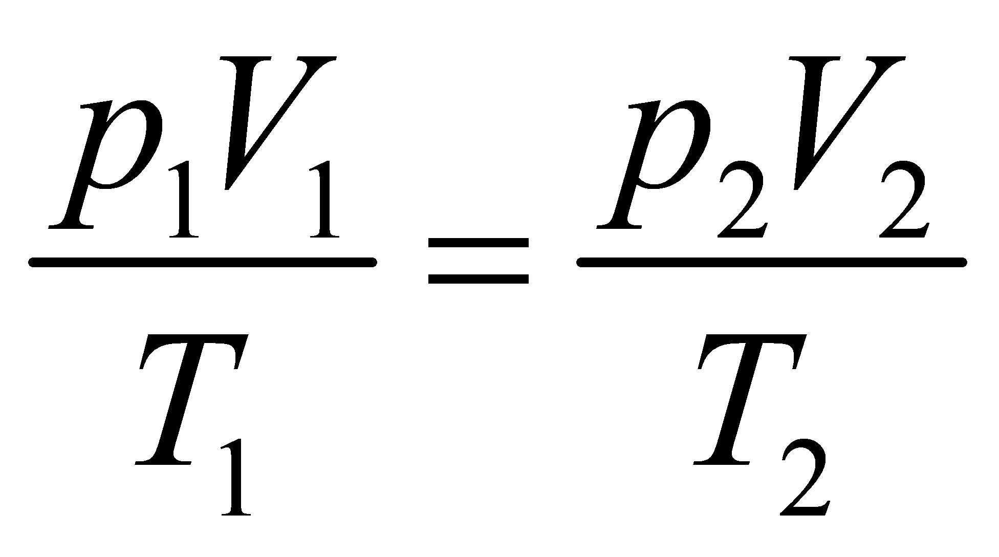 p₁V₁/T₁ = p₂V₂/T₂